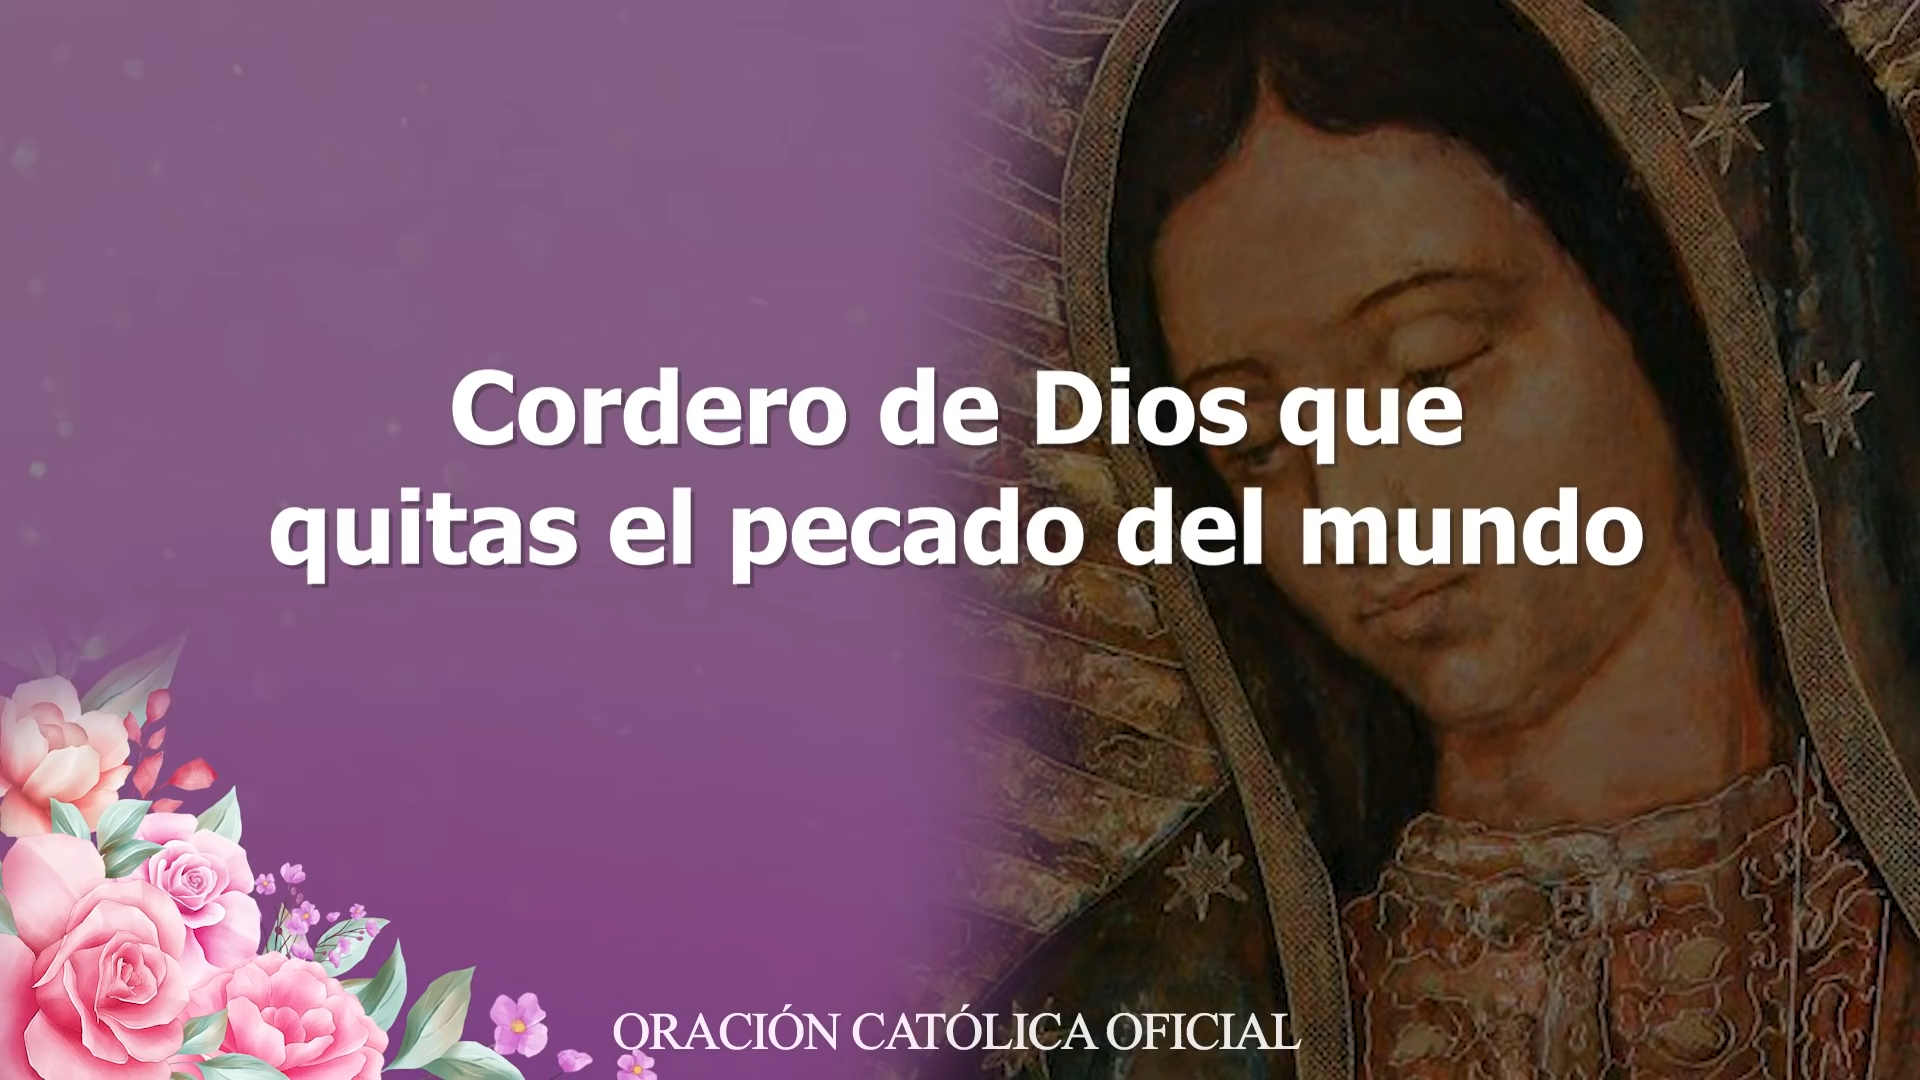 Cordero de Dios que
quitas el pecado del mundo
ORACIÓN CATÓLICA OFICIAL